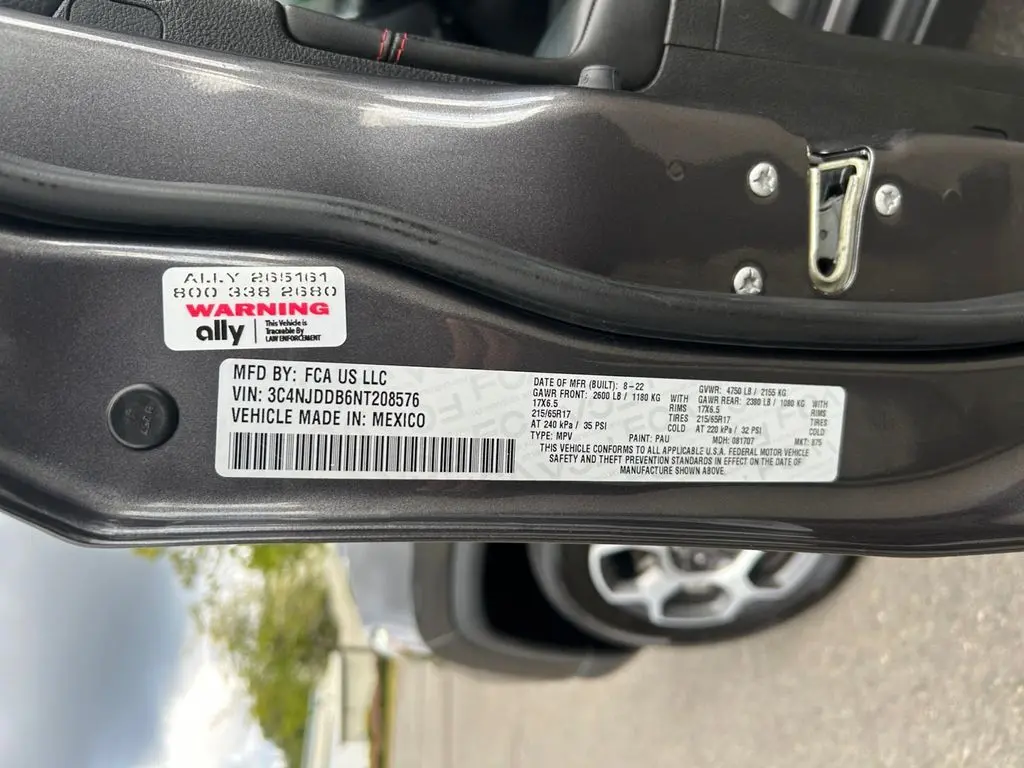 ALLY 265161
800 338 2680
WARNING
ally
This Vehicle is
Traceable By
LAW ENFORCEMENT
MFD BY: FCA US LLC
VIN: 3C4NJDDB6NT208576
VEHICLE MADE IN: MEXICO
DATE OF MFR (BUILT): 8-22 GVWR: 4750 LB / 2155 KG
GAWR FRONT: 2600 LB / 1180 KG WITH GAWR REAR: 2380 LB / 1080 KG WITH
17X6.5 RIMS 17X6.5 RIMS
215/65R17 TIRES 215/65R17 TIRES
AT 240 kPa / 35 PSI COLD AT 220 kPa / 32 PSI COLD
TYPE: MPV PAINT: PAU MDH: 081707 MKT: 875
THIS VEHICLE CONFORMS TO ALL APPLICABLE U.S.A. FEDERAL MOTOR VEHICLE
SAFETY AND THEFT PREVENTION STANDARDS IN EFFECT ON THE DATE OF
MANUFACTURE SHOWN ABOVE.